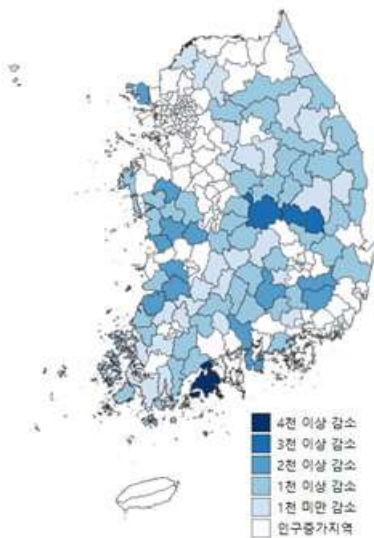 4천 이상 감소
3천 이상 감소
2천 이상 감소
1천 이상 감소
1천 미만 감소
인구증가지역